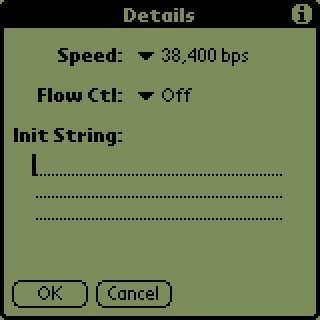 Details
Speed: 38,400 bps
Flow Ctl: Off
Init String:
OK Cancel